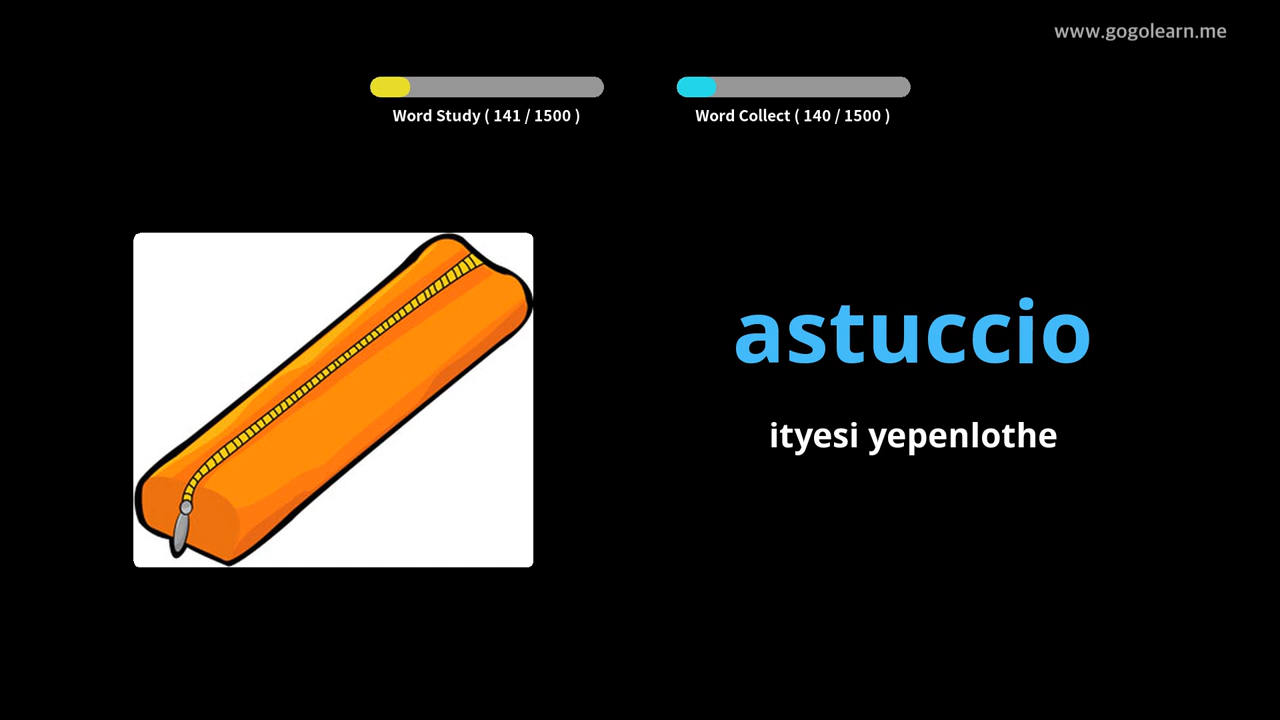 www.gogolearn.me
Word Study ( 141 / 1500 )
Word Collect ( 140 / 1500 )
astuccio
ityesi yepenlothe